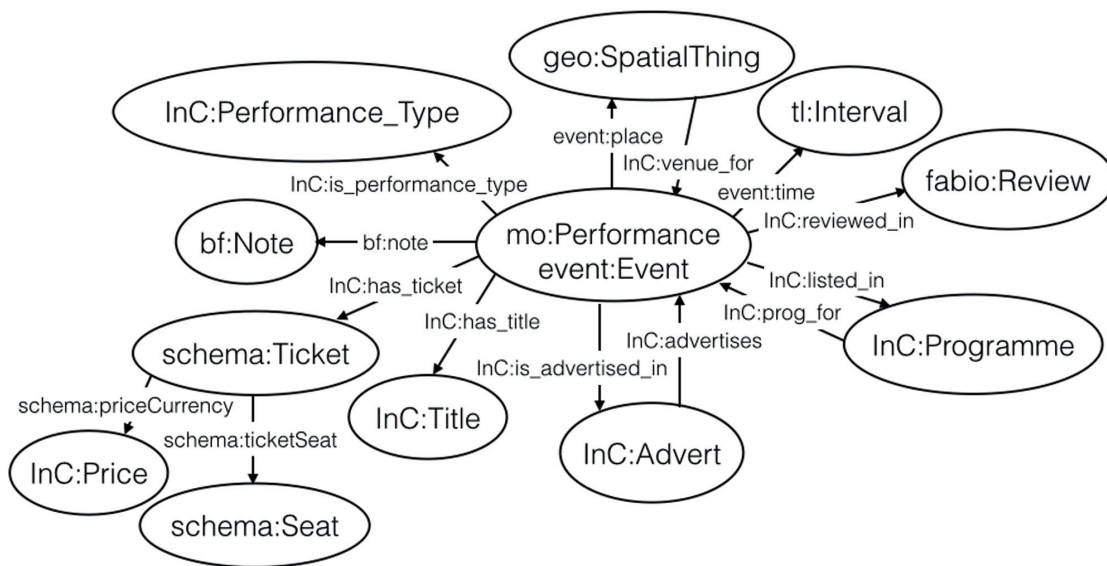 geo:SpatialThing
InC:Performance_Type
tl:Interval
event:place
InC:venue_for
fabio:Review
InC:is_performance_type
event:time
InC:reviewed_in
bf:Note
bf:note
mo:Performance
event:Event
InC:has_ticket
InC:listed_in
InC:has_title
InC:prog_for
InC:advertises
schema:Ticket
InC:Programme
InC:is_advertised_in
schema:priceCurrency
InC:Title
schema:ticketSeat
InC:Advert
InC:Price
schema:Seat